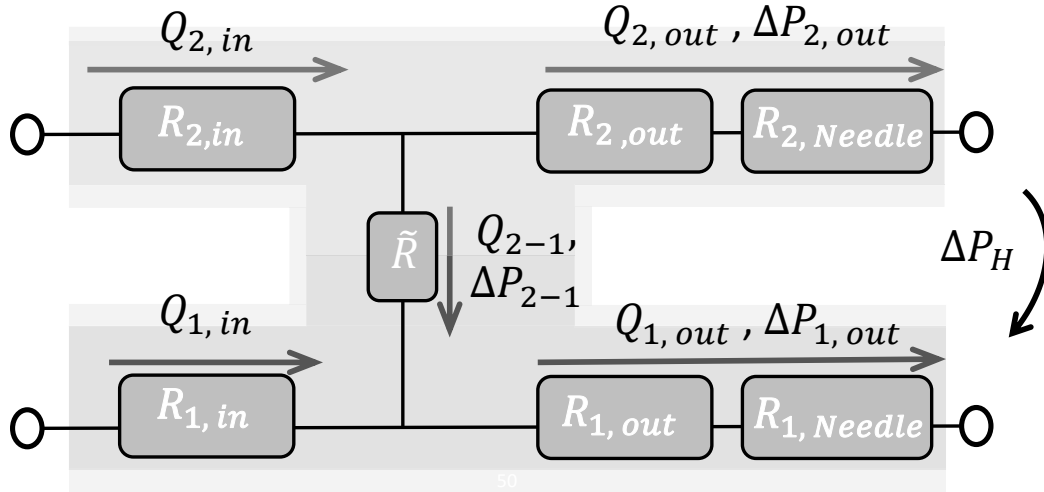 Q2, in
Q2, out , ΔP2, out
R2,in
R2 ,out
R2, Needle
R̃
Q2−1,
ΔP2−1
ΔPH
Q1, in
Q1, out , ΔP1, out
R1, in
R1, out
R1, Needle
50